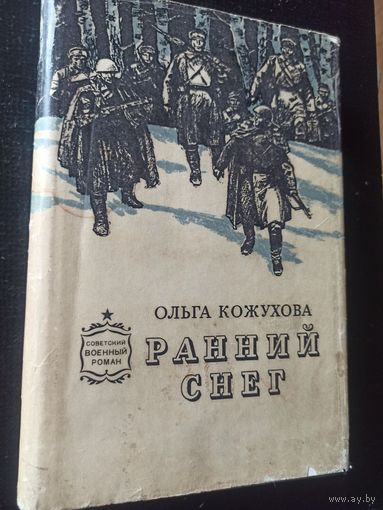 ОЛЬГА КОЖУХОВА
СОВЕТСКИЙ
ВОЕННЫЙ
РОМАН
РАННИЙ
СНЕГ
www.ay.by